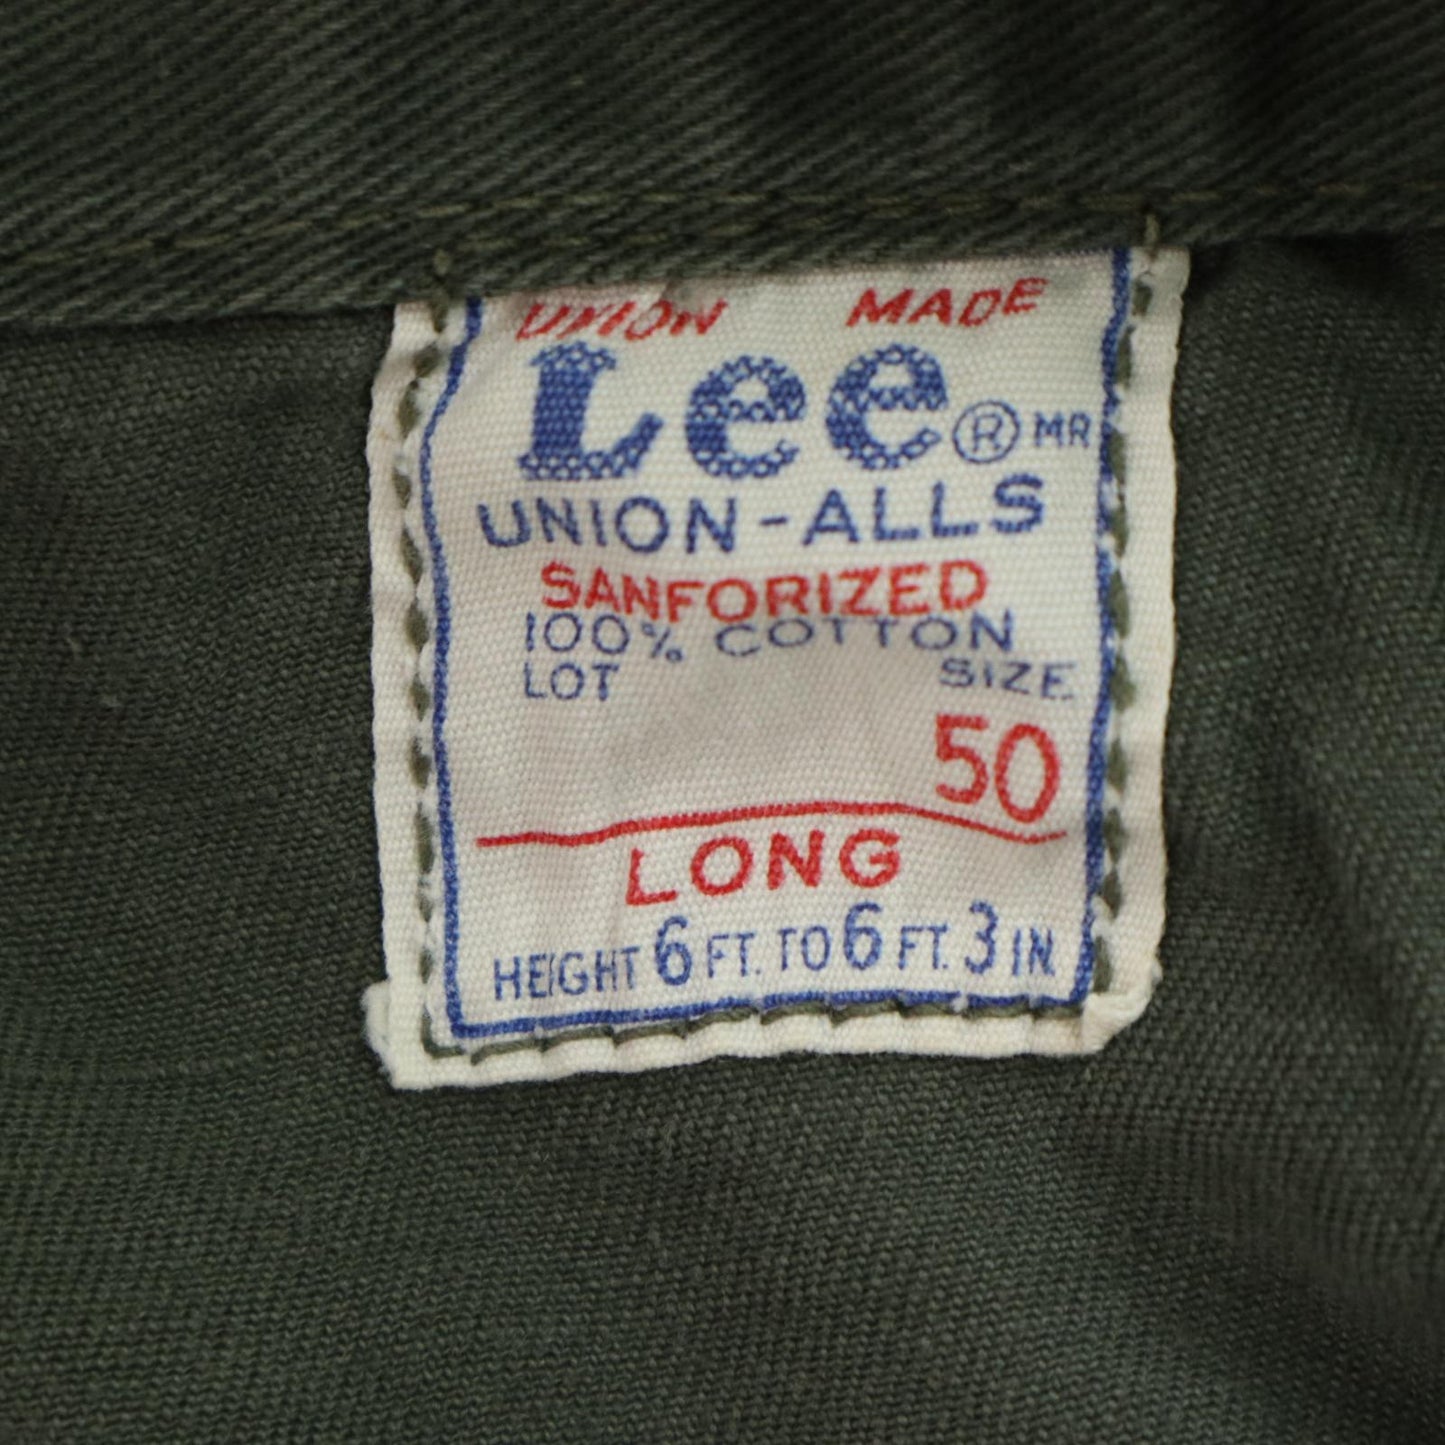 UNION MADE
Lee ® MR
UNION-ALLS
SANFORIZED
100% COTTON
LOT SIZE
50
LONG
HEIGHT 6 FT. TO 6 FT. 3 IN.